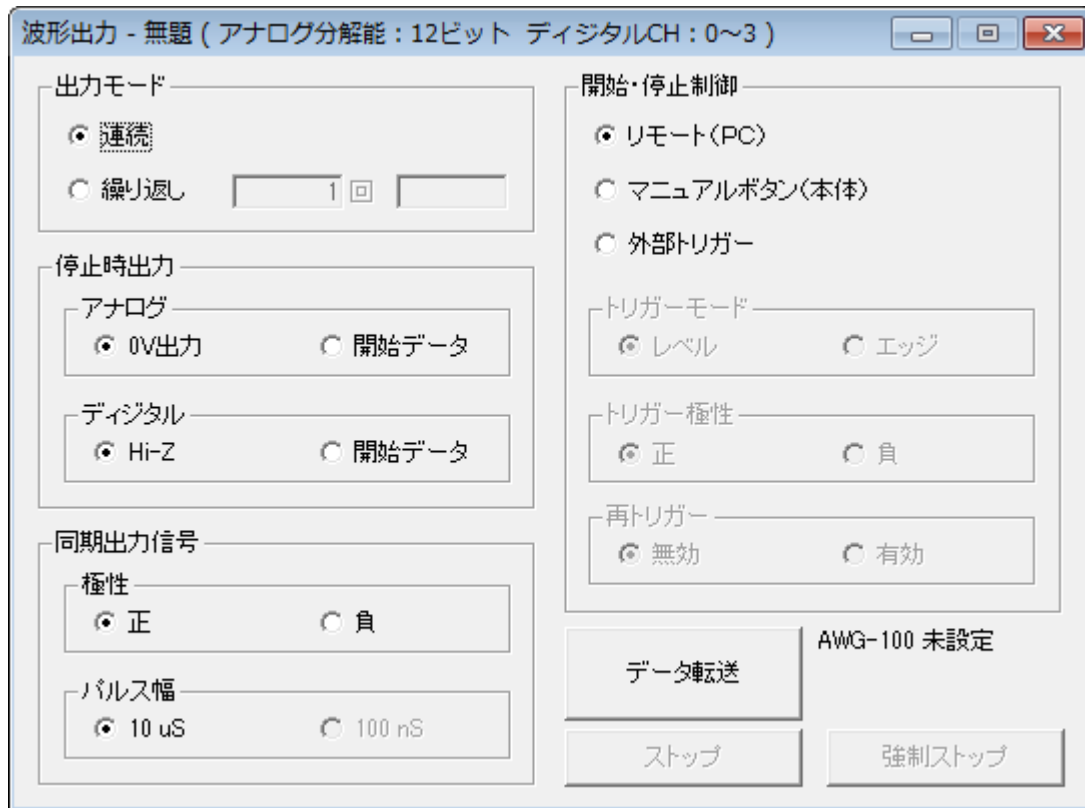 波形出力 - 無題 ( アナログ分解能：12ビット ディジタルCH：0～3 )
出力モード
連続
繰り返し 1 回
停止時出力
アナログ
0V出力 開始データ
ディジタル
Hi-Z 開始データ
同期出力信号
極性
正 負
パルス幅
10 uS 100 nS
開始・停止制御
リモート(PC)
マニュアルボタン(本体)
外部トリガー
トリガーモード
レベル エッジ
トリガー極性
正 負
再トリガー
無効 有効
データ転送
AWG-100 未設定
ストップ 強制ストップ